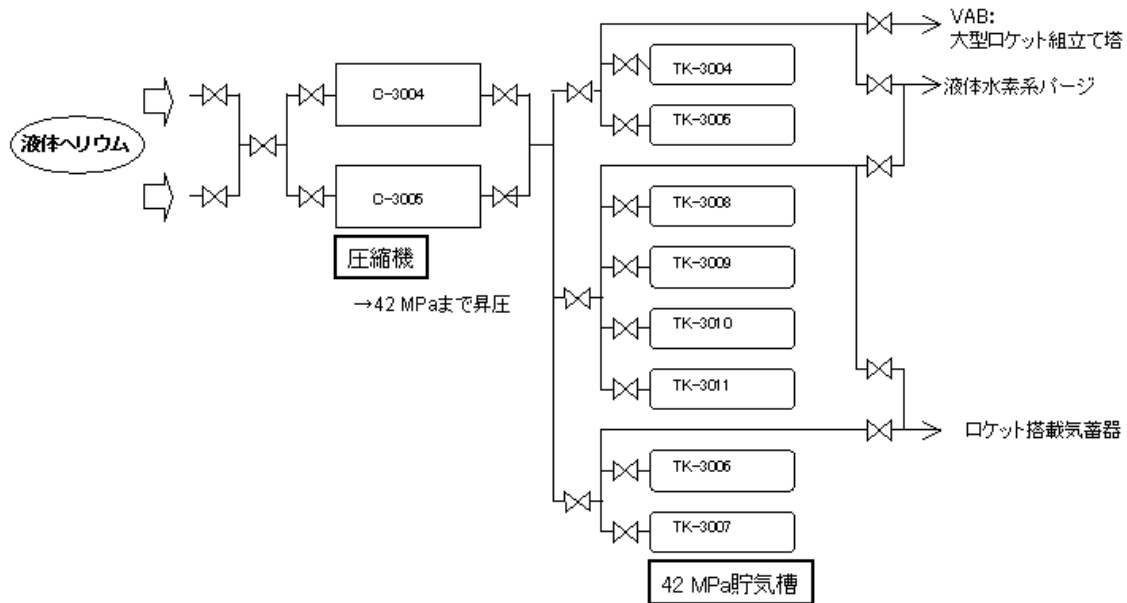 VAB:
大型ロケット組立て塔
液体水素系パージ
液体ヘリウム
C-3004
C-3005
圧縮機
→42 MPaまで昇圧
TK-3004
TK-3005
TK-3008
TK-3009
TK-3010
TK-3011
ロケット搭載気蓄器
TK-3006
TK-3007
42 MPa貯気槽